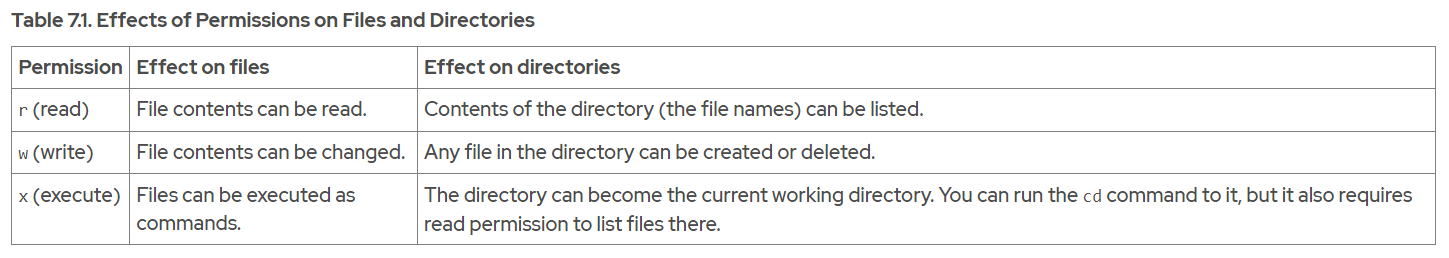 Table 7.1. Effects of Permissions on Files and Directories
Permission Effect on files Effect on directories
r (read) File contents can be read. Contents of the directory (the file names) can be listed.
w (write) File contents can be changed. Any file in the directory can be created or deleted.
x (execute) Files can be executed as The directory can become the current working directory. You can run the cd command to it, but it also requires
commands. read permission to list files there.